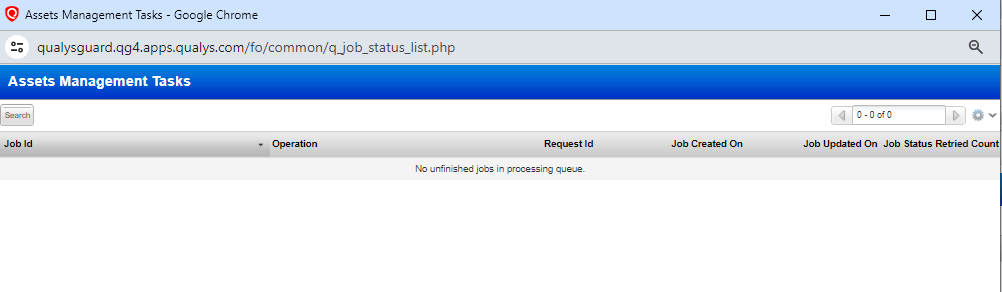 Assets Management Tasks - Google Chrome
qualysguard.qg4.apps.qualys.com/fo/common/q_job_status_list.php
Assets Management Tasks
Search
0 - 0 of 0
Job Id Operation Request Id Job Created On Job Updated On Job Status Retried Count
No unfinished jobs in processing queue.